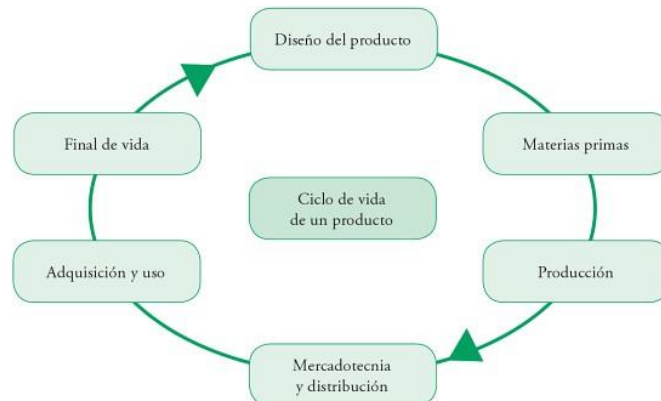 Diseño del producto
Final de vida
Materias primas
Ciclo de vida
de un producto
Adquisición y uso
Producción
Mercadotecnia
y distribución